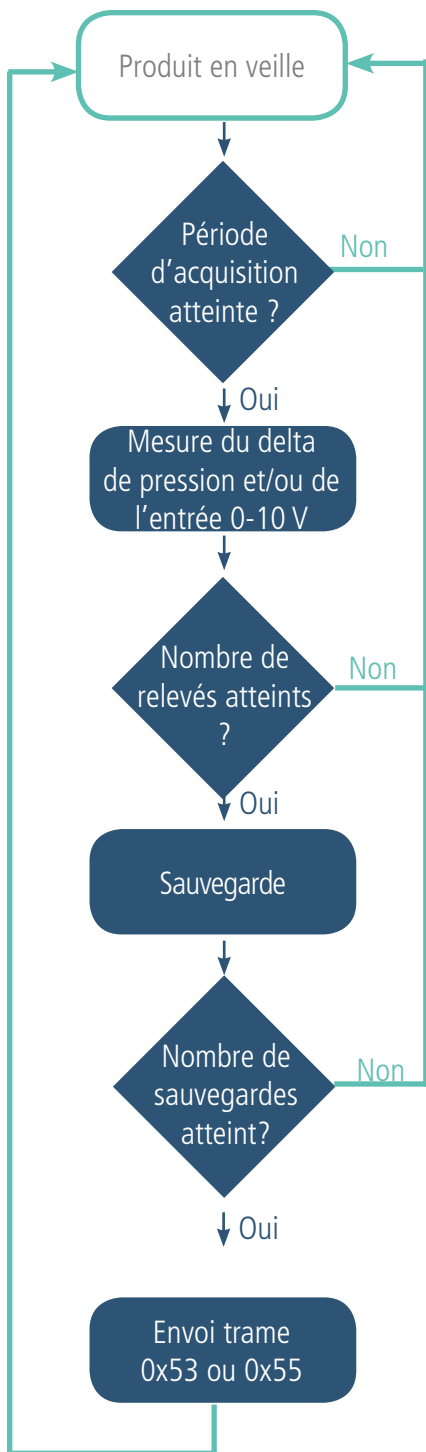 Produit en veille
Période
d'acquisition
atteinte ?
Non
Oui
Mesure du delta
de pression et/ou de
l'entrée 0-10 V
Nombre de
relevés atteints
?
Non
Oui
Sauvegarde
Nombre de
sauvegardes
atteint?
Non
Oui
Envoi trame
0x53 ou 0x55